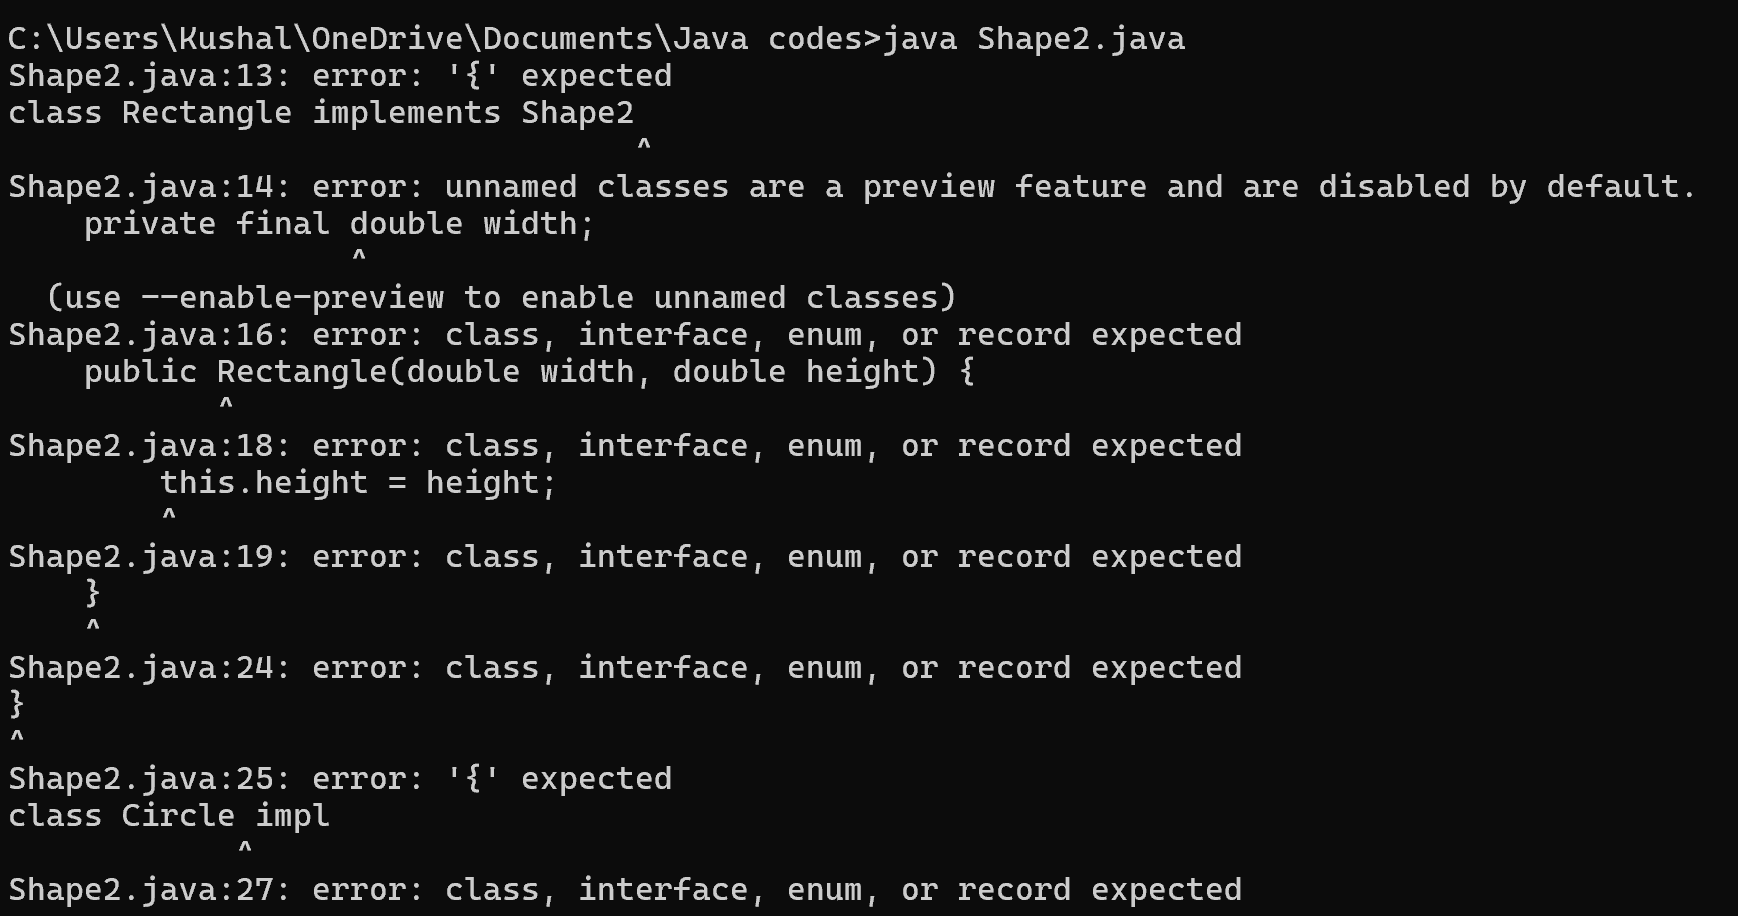 C:\Users\Kushal\OneDrive\Documents\Java codes>java Shape2.java
Shape2.java:13: error: '{' expected
class Rectangle implements Shape2
                                 ^
Shape2.java:14: error: unnamed classes are a preview feature and are disabled by default.
    private final double width;
                  ^
  (use --enable-preview to enable unnamed classes)
Shape2.java:16: error: class, interface, enum, or record expected
    public Rectangle(double width, double height) {
           ^
Shape2.java:18: error: class, interface, enum, or record expected
        this.height = height;
        ^
Shape2.java:19: error: class, interface, enum, or record expected
    }
    ^
Shape2.java:24: error: class, interface, enum, or record expected
}
^
Shape2.java:25: error: '{' expected
class Circle impl
            ^
Shape2.java:27: error: class, interface, enum, or record expected